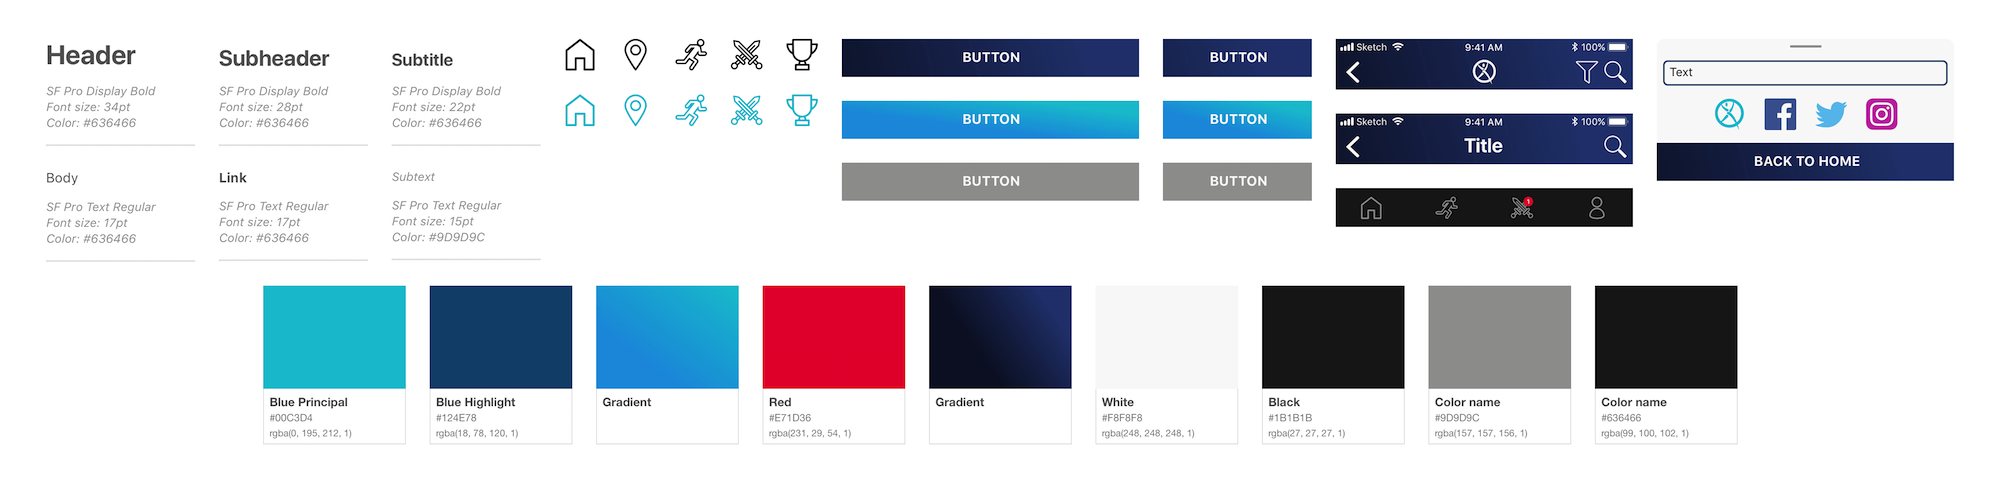 Header
SF Pro Display Bold
Font size: 34pt
Color: #636466
Subheader
SF Pro Display Bold
Font size: 28pt
Color: #636466
Subtitle
SF Pro Display Bold
Font size: 22pt
Color: #636466
Body
SF Pro Text Regular
Font size: 17pt
Color: #636466
Link
SF Pro Text Regular
Font size: 17pt
Color: #636466
Subtext
SF Pro Text Regular
Font size: 15pt
Color: #9D9D9C
BUTTON
BUTTON
BUTTON
BUTTON
BUTTON
BUTTON
Sketch 9:41 AM 100%
Sketch 9:41 AM 100%
Title
1
Text
BACK TO HOME
Blue Principal
#00C3D4
rgba(0, 195, 212, 1)
Blue Highlight
#124E78
rgba(18, 78, 120, 1)
Gradient
Red
#E71D36
rgba(231, 29, 54, 1)
Gradient
White
#F8F8F8
rgba(248, 248, 248, 1)
Black
#1B1B1B
rgba(27, 27, 27, 1)
Color name
#9D9D9C
rgba(157, 157, 156, 1)
Color name
#636466
rgba(99, 100, 102, 1)